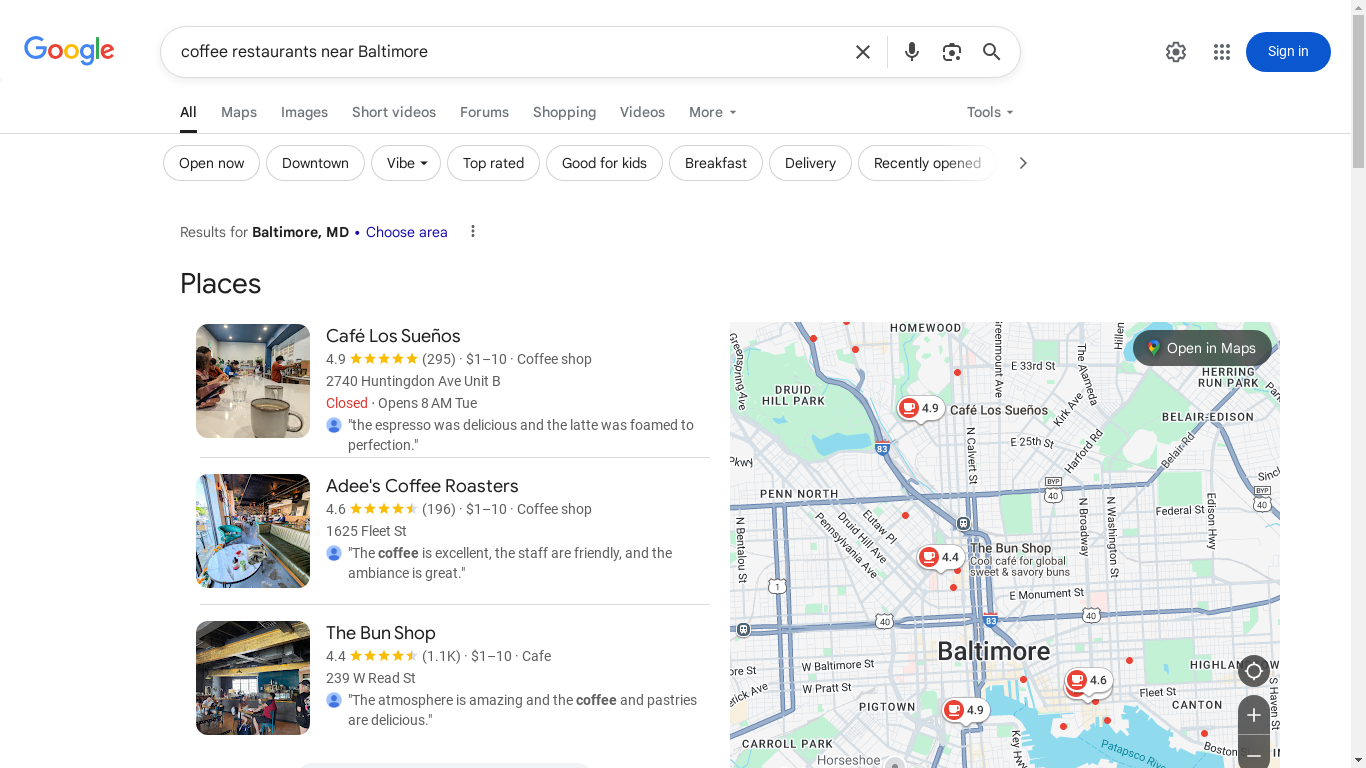 Google
coffee restaurants near Baltimore
Sign in
All
Maps
Images
Short videos
Forums
Shopping
Videos
More
Tools
Open now
Downtown
Vibe
Top rated
Good for kids
Breakfast
Delivery
Recently opened
Results for Baltimore, MD • Choose area
Places
Café Los Sueños
4.9 (295) · $1–10 · Coffee shop
2740 Huntingdon Ave Unit B
Closed · Opens 8 AM Tue
"the espresso was delicious and the latte was foamed to
perfection."
Adee's Coffee Roasters
4.6 (196) · $1–10 · Coffee shop
1625 Fleet St
"The coffee is excellent, the staff are friendly, and the
ambiance is great."
The Bun Shop
4.4 (1.1K) · $1–10 · Cafe
239 W Read St
"The atmosphere is amazing and the coffee and pastries
are delicious."
HOMEWOOD
Greenspring Ave
Greenmount Ave
Open in Maps
E 33rd St
The Alameda
HERRING
RUN PARK
DRUID
HILL PARK
4.9
Café Los Sueños
Kirk Ave
BELAIR-EDISON
83
N Calvert St
E 25th St
Harford Rd
Belair Rd
Pkwy
BYP
40
BYP
40
PENN NORTH
N Bentalou St
Druid Hill Ave
Eutaw Pl
Pennsylvania Ave
N Broadway
N Washington St
Federal St
Edison Hwy
4.4
The Bun Shop
Cool café for global
sweet & savory buns
1
E Monument St
40
83
40
Baltimore
W Baltimore St
W Pratt St
4.6
Fleet St
S Haven St
PIGTOWN
4.9
CANTON
CARROLL PARK
Key Hwy
Patapsco River
Boston
Horseshoe